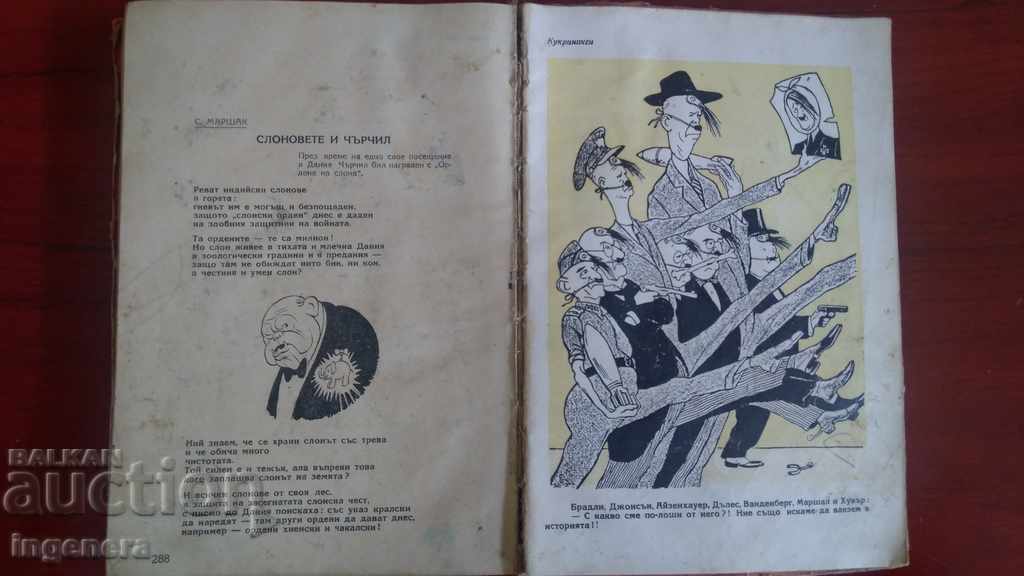 С. МАРШАК
СЛОНОВЕТЕ И ЧЪРЧИЛ
През време на едно свое посещение
в Дания Чърчил бил награден с „Ор-
дена на слона".
Реват индийски слонове
в горета:
гневът им е могъщ и безпощаден,
защото „слонски орден" днес е даден
на злобния защитник на войната.
Та ордените — те са милион!
Но слон живее в тихата и млечна Дания
в зоологически градини и в предания —
защо там не обиждат нито бик, ни кон,
а честния и умен слон?
Ний знаем, че се храни слонът със трева
и че обича много
чистотата.
Той силен е и тежък, ала въпреки това
кого заплашва слонът на земята?
И всички слонове от своя лес,
в защита на засегнатата слонска чест,
с писмо до Дания поискаха: със указ кралски
да наредят — там други ордени да дават днес,
например — ордени хиенски и чакалски!
288
Кукриникси
Брадли, Джонсън, Айзенхауер, Дълес, Ванденберг, Маршал и Хувър:
— С какво сме по-лоши от него?! Ние също искаме да влезем в
историята!!
BALKAN
Auction
ingenera